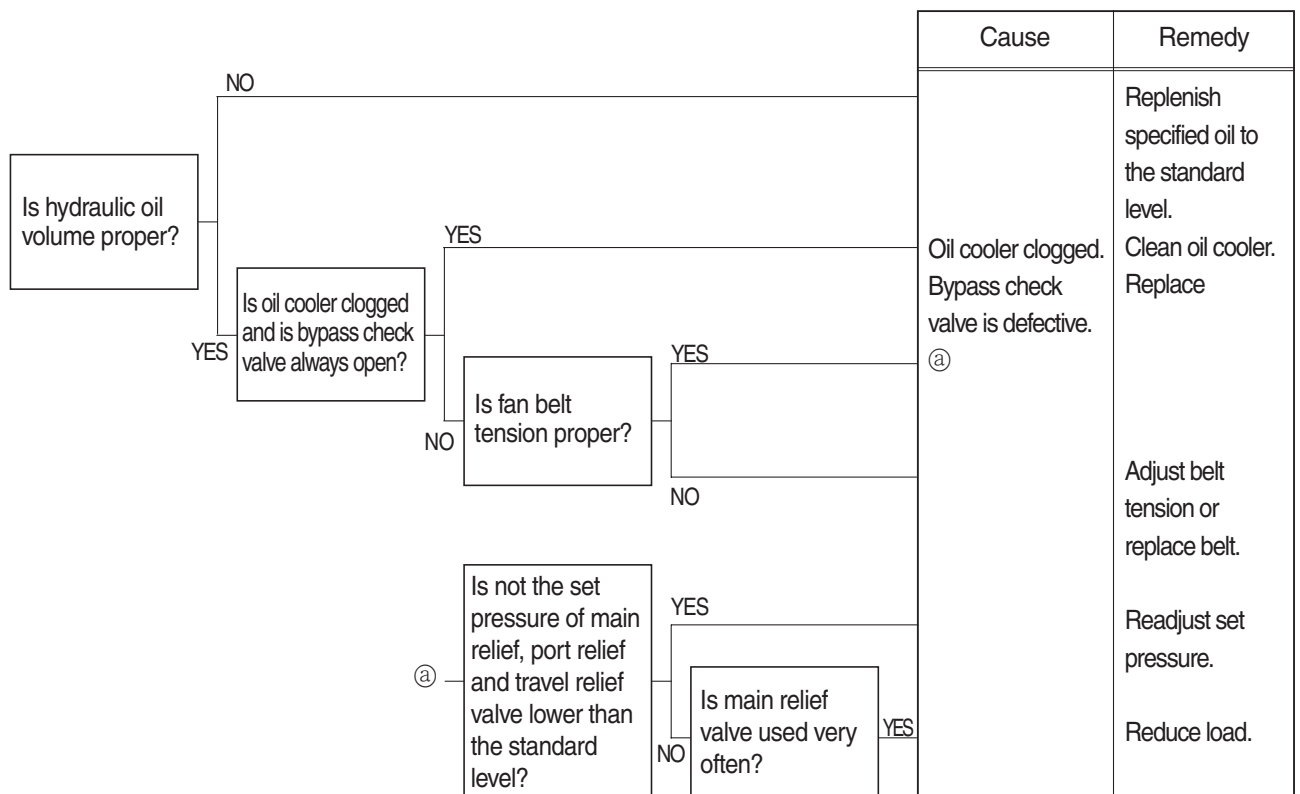 Cause
Remedy
NO
Replenish
specified oil to
the standard
level.
Is hydraulic oil
volume proper?
YES
Oil cooler clogged.
Clean oil cooler.
Bypass check
Replace
valve is defective.
Is oil cooler clogged
and is bypass check
valve always open?
YES
YES
ⓐ
Is fan belt
tension proper?
NO
NO
Adjust belt
tension or
replace belt.
Is not the set
pressure of main
relief, port relief
and travel relief
valve lower than
the standard
level?
ⓐ
YES
Readjust set
pressure.
Is main relief
valve used very
often?
NO
YES
Reduce load.